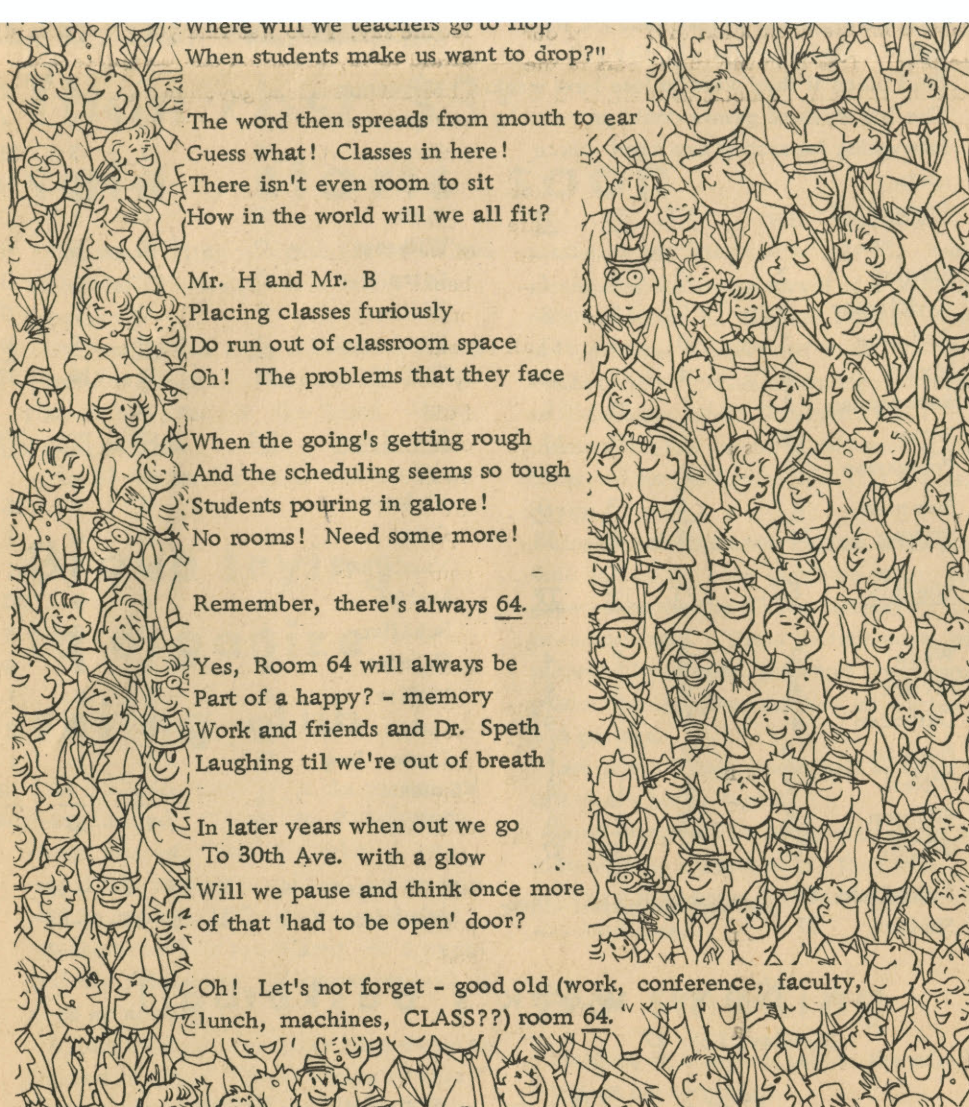 Where will we teachers go to flop
When students make us want to drop?"
The word then spreads from mouth to ear
Guess what! Classes in here!
There isn't even room to sit
How in the world will we all fit?
Mr. H and Mr. B
Placing classes furiously
Do run out of classroom space
Oh! The problems that they face
When the going's getting rough
And the scheduling seems so tough
Students pouring in galore!
No rooms! Need some more!
Remember, there's always 64.
Yes, Room 64 will always be
Part of a happy? - memory
Work and friends and Dr. Speth
Laughing til we're out of breath
In later years when out we go
To 30th Ave. with a glow
Will we pause and think once more
of that 'had to be open' door?
Oh! Let's not forget - good old (work, conference, faculty,
lunch, machines, CLASS??) room 64.